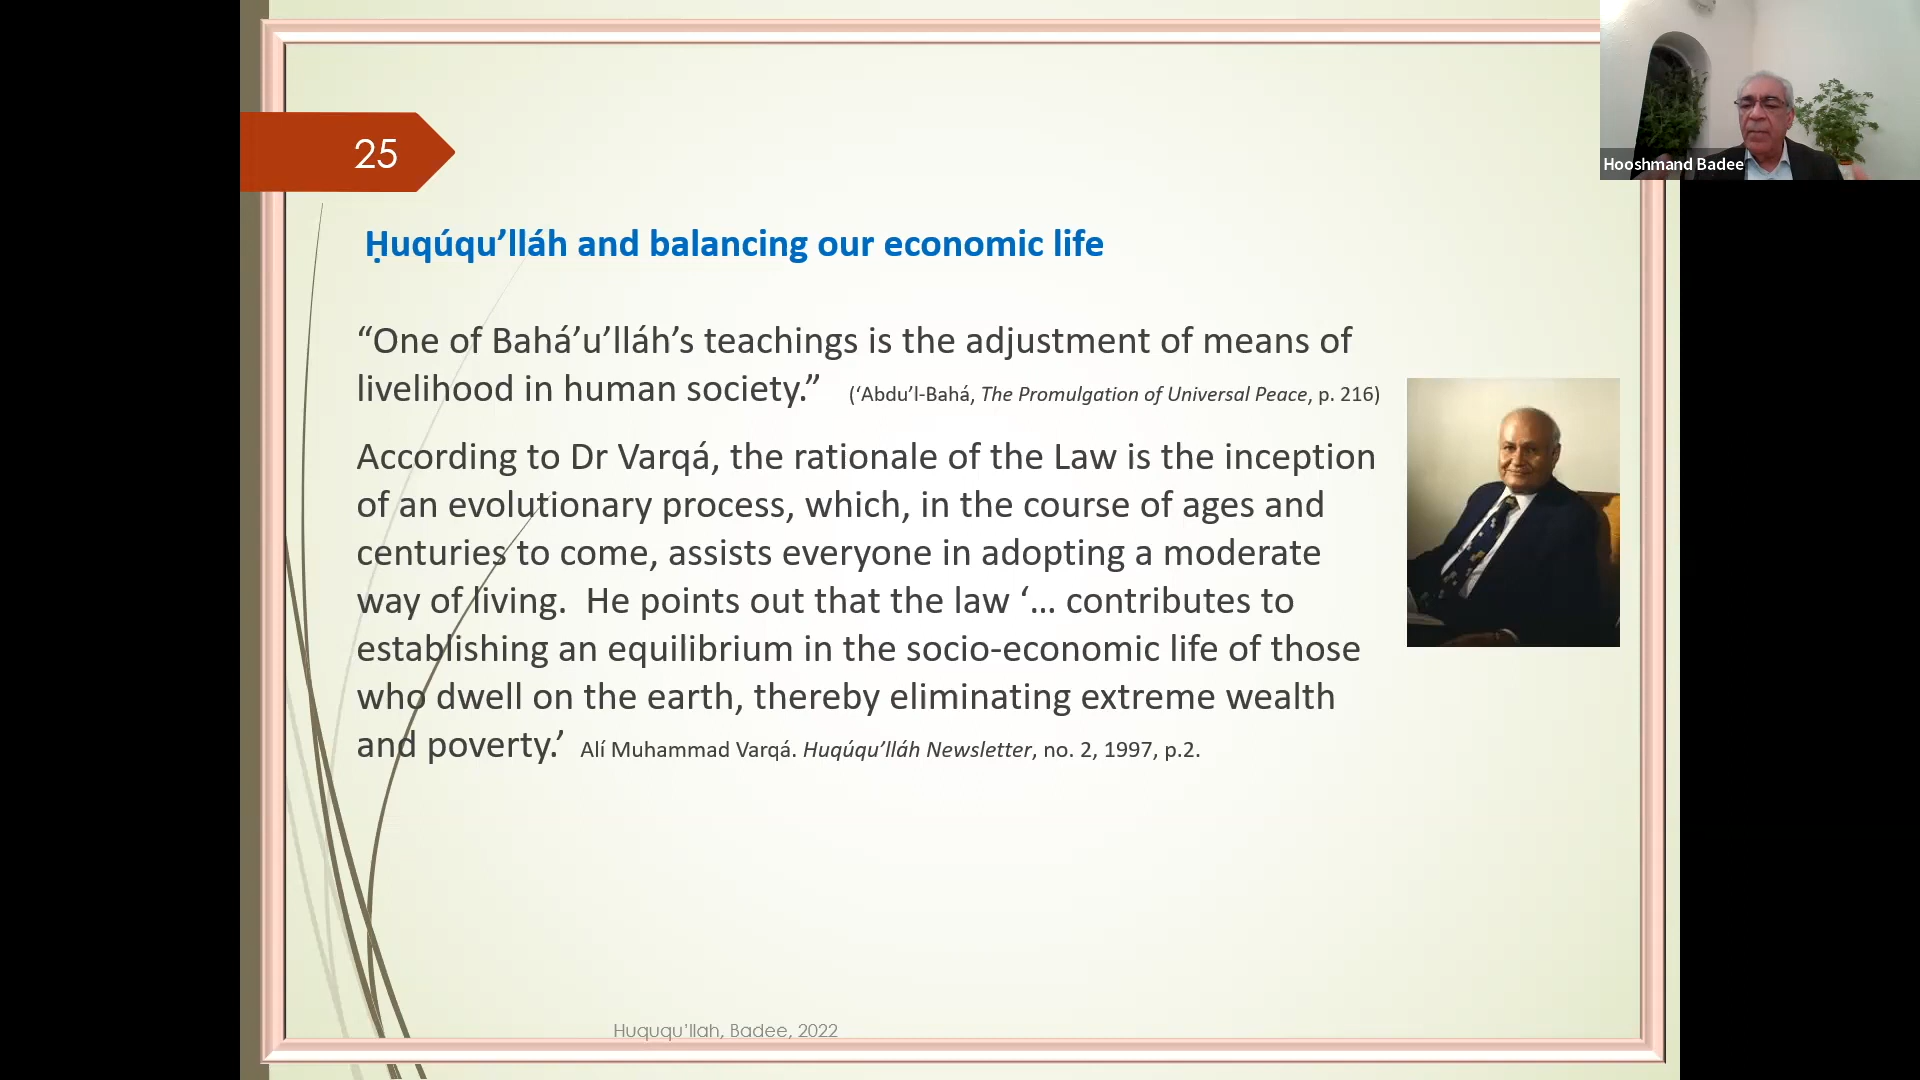 25
Hooshmand Badee
Ḥuqúqu’lláh and balancing our economic life
“One of Bahá’u’lláh’s teachings is the adjustment of means of
livelihood in human society.” (‘Abdu’l-Bahá, The Promulgation of Universal Peace, p. 216)
According to Dr Varqá, the rationale of the Law is the inception
of an evolutionary process, which, in the course of ages and
centuries to come, assists everyone in adopting a moderate
way of living. He points out that the law ‘... contributes to
establishing an equilibrium in the socio-economic life of those
who dwell on the earth, thereby eliminating extreme wealth
and poverty.’ Alí Muhammad Varqá. Huqúqu’lláh Newsletter, no. 2, 1997, p.2.
Huququ’llah, Badee, 2022